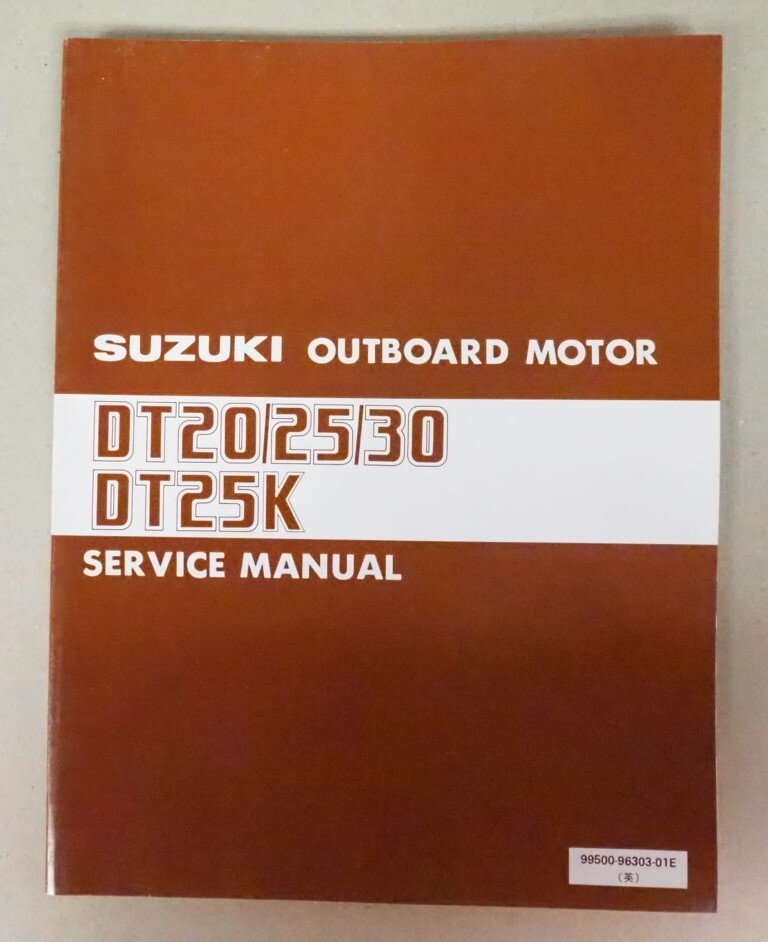 SUZUKI OUTBOARD MOTOR
DT20/25/30
DT25K
SERVICE MANUAL
99500-96303-01E
(英)